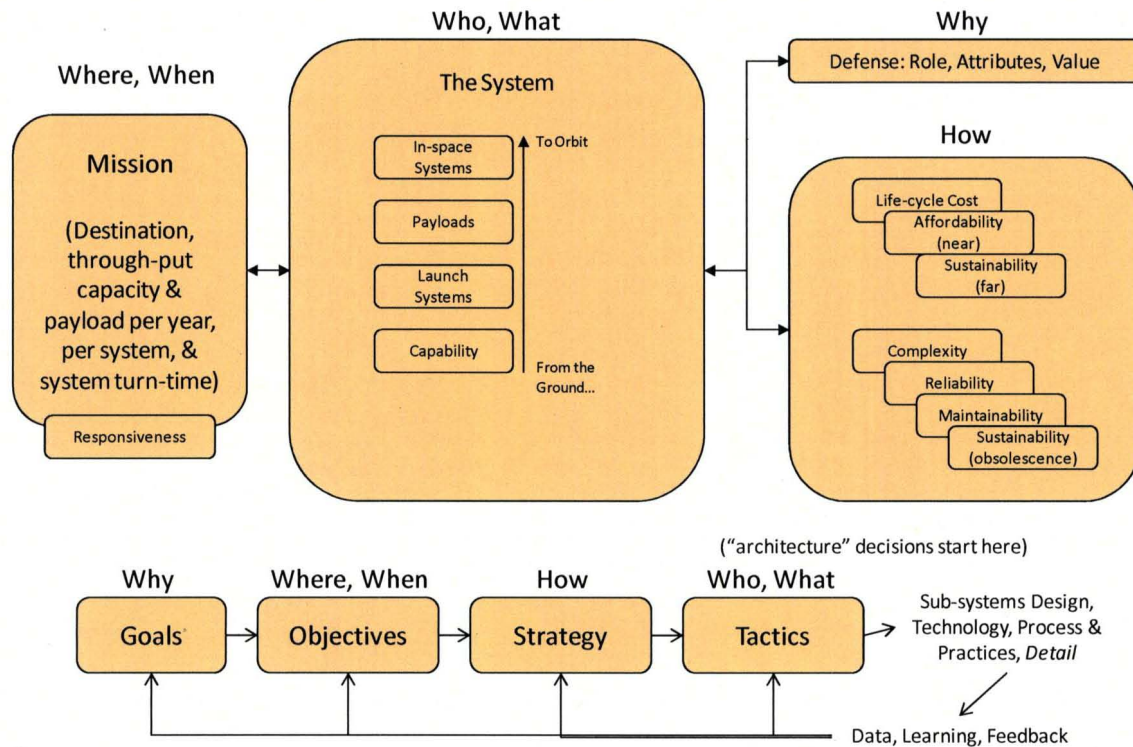 Who, What
Why
Where, When
Defense: Role, Attributes, Value
The System
How
Mission
(Destination,
through-put
capacity &
payload per year,
per system, &
system turn-time)
Responsiveness
In-space
Systems
Payloads
Launch
Systems
Capability
To Orbit
From the
Ground...
Life-cycle Cost
Affordability
(near)
Sustainability
(far)
Complexity
Reliability
Maintainability
Sustainability
(obsolescence)
("architecture" decisions start here)
Why
Where, When
How
Who, What
Goals
Objectives
Strategy
Tactics
Sub-systems Design,
Technology, Process &
Practices, Detail
Data, Learning, Feedback